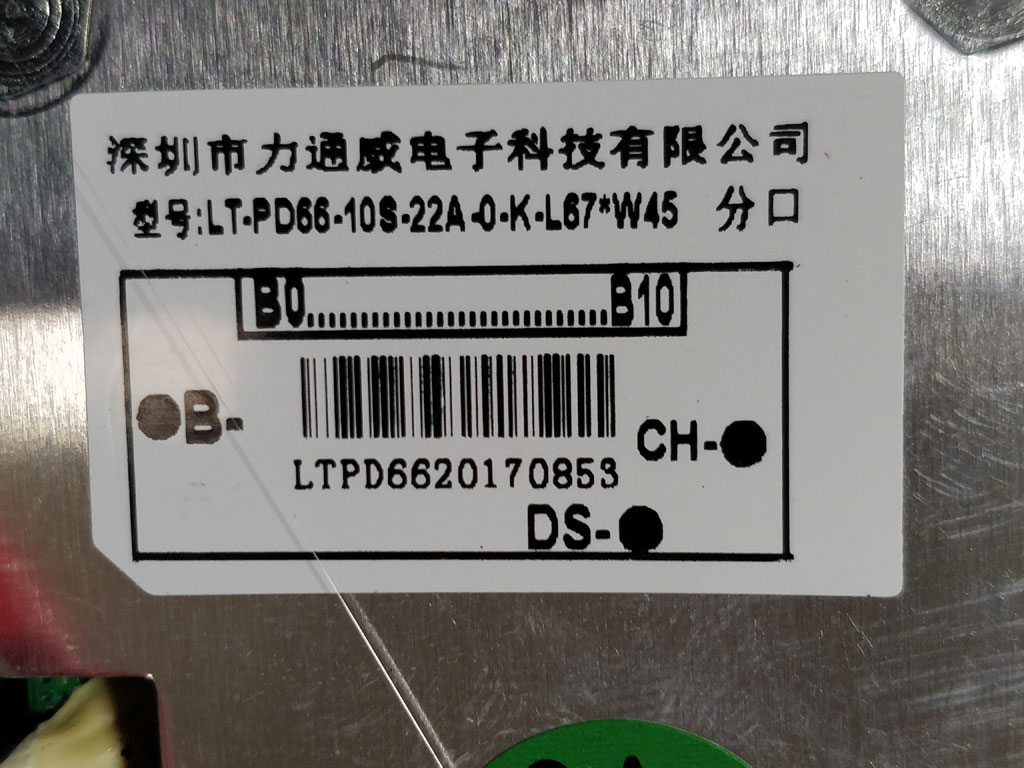 深圳市力通威电子科技有限公司
型号:LT-PD66-10S-22A-0-K-L67*W45 分口
B0...........................B10
B-
CH-
LTPD6620170853
DS-